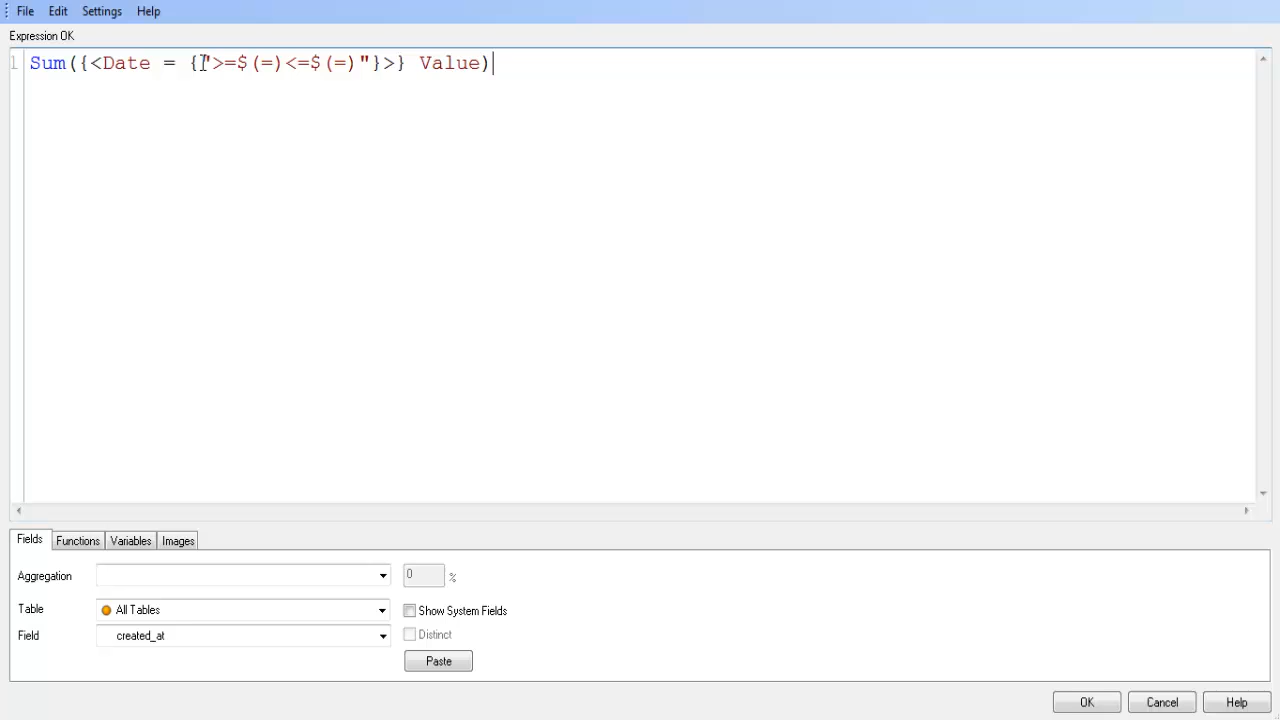 File Edit Settings Help
Expression OK
1 Sum({<Date = {">=$(=)<=$(=)"}>} Value)
Fields Functions Variables Images
Aggregation 0 %
Table All Tables Show System Fields
Field created_at Distinct
Paste
OK Cancel Help